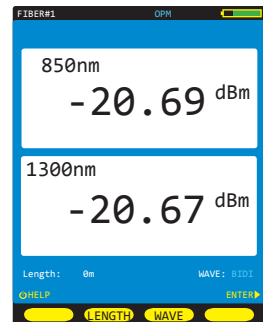 FIBER#1 OPM
850nm
-20.69 dBm
1300nm
-20.67 dBm
Length: 0m WAVE: BIDI
HELP ENTER
LENGTH WAVE